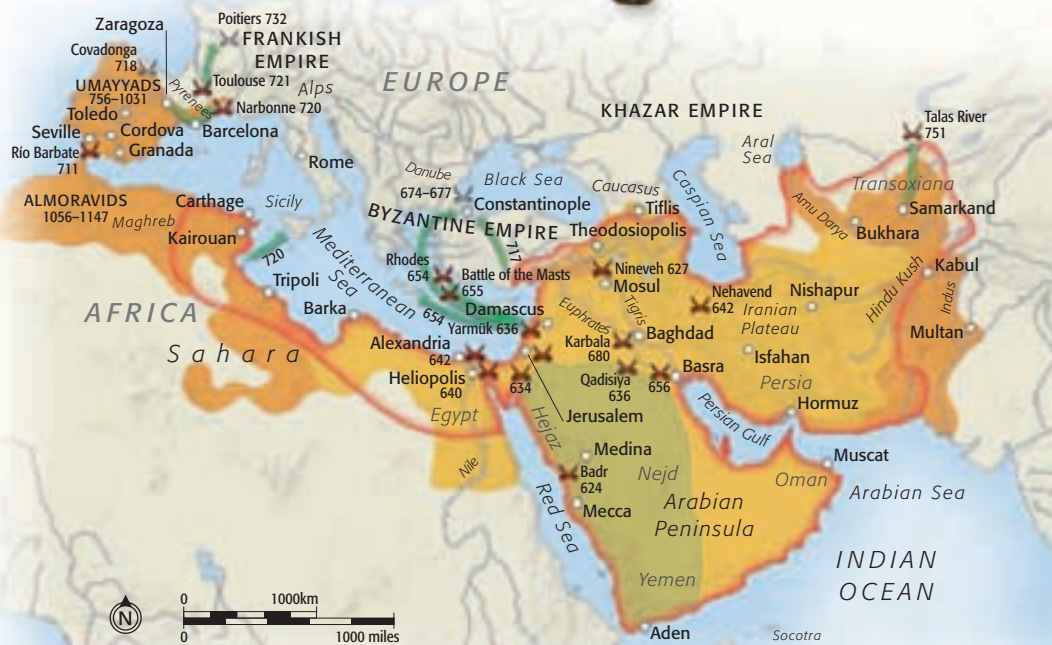 Zaragoza
Poitiers 732
Covadonga
718
FRANKISH
EMPIRE
Toulouse 721
Alps
UMAYYADS
756–1031
Pyrenees
Narbonne 720
Toledo
Seville
Cordova
Barcelona
Río Barbate
711
Granada
EUROPE
KHAZAR EMPIRE
Aral
Sea
Talas River
751
Rome
Danube
674–677
Black Sea
Constantinople
Caucasus
Tiflis
Caspian Sea
Transoxiana
Amu Darya
Samarkand
Bukhara
ALMORAVIDS
1056–1147
Maghreb
Carthage
Sicily
Kairouan
BYZANTINE EMPIRE
717
Theodosiopolis
720
Mediterranean
Sea
Rhodes
654
Battle of the Masts
655
Nineveh 627
Mosul
Nehavend
642
Nishapur
Iranian
Plateau
Hindu Kush
Kabul
Indus
Multan
Tripoli
Barka
654
Damascus
Yarmük 636
Euphrates
Tigris
Karbala
680
Baghdad
Isfahan
Persia
AFRICA
Sahara
Alexandria
642
Heliopolis
640
634
Qadisiya
636
656
Basra
Hormuz
Persian Gulf
Egypt
Jerusalem
Hejaz
Nile
Medina
Nejd
Badr
624
Mecca
Red Sea
Arabian
Peninsula
Oman
Muscat
Arabian Sea
Yemen
INDIAN
OCEAN
Aden
Socotra
N
0
1000km
0
1000 miles